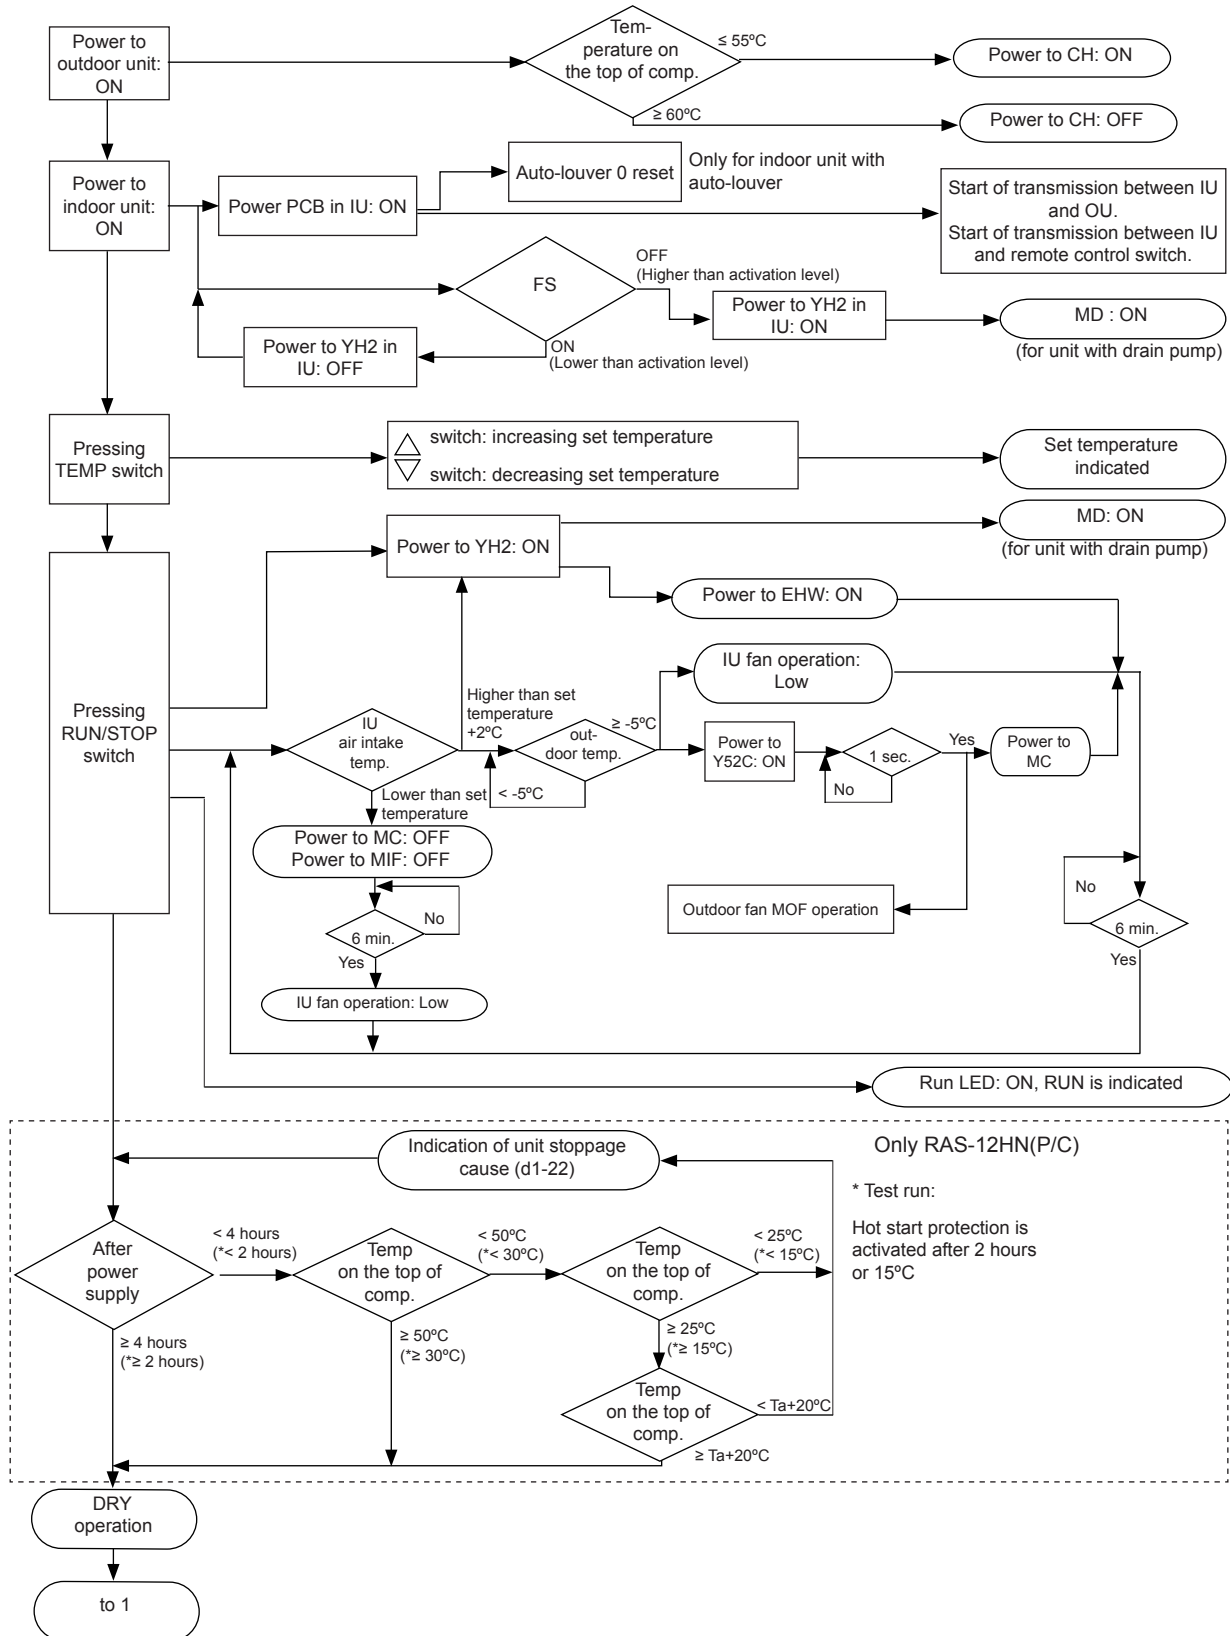 Power to
outdoor unit:
ON
Tem-
perature on
the top of comp.
≤ 55ºC
Power to CH: ON
≥ 60ºC
Power to CH: OFF
Power to
indoor unit:
ON
Power PCB in IU: ON
Auto-louver 0 reset
Only for indoor unit with
auto-louver
Start of transmission between IU
and OU.
Start of transmission between IU
and remote control switch.
FS
OFF
(Higher than activation level)
Power to YH2 in
IU: ON
MD : ON
(for unit with drain pump)
ON
(Lower than activation level)
Power to YH2 in
IU: OFF
Pressing
TEMP switch
switch: increasing set temperature
switch: decreasing set temperature
Set temperature
indicated
Pressing
RUN/STOP
switch
Power to YH2: ON
MD: ON
(for unit with drain pump)
Power to EHW: ON
IU fan operation:
Low
IU
air intake
temp.
Higher than set
temperature
+2ºC
out-
door temp.
≥ -5ºC
< -5ºC
Power to
Y52C: ON
1 sec.
Yes
No
Power to
MC
Lower than set
temperature
Power to MC: OFF
Power to MIF: OFF
No
6 min.
Yes
IU fan operation: Low
Outdoor fan MOF operation
No
6 min.
Yes
Run LED: ON, RUN is indicated
Only RAS-12HN(P/C)
* Test run:
Hot start protection is
activated after 2 hours
or 15ºC
Indication of unit stoppage
cause (d1-22)
After
power
supply
< 4 hours
(*< 2 hours)
≥ 4 hours
(*≥ 2 hours)
Temp
on the top of
comp.
< 50ºC
(*< 30ºC)
≥ 50ºC
(*≥ 30ºC)
Temp
on the top of
comp.
< 25ºC
(*< 15ºC)
≥ 25ºC
(*≥ 15ºC)
Temp
on the top of
comp.
< Ta+20ºC
≥ Ta+20ºC
DRY
operation
to 1